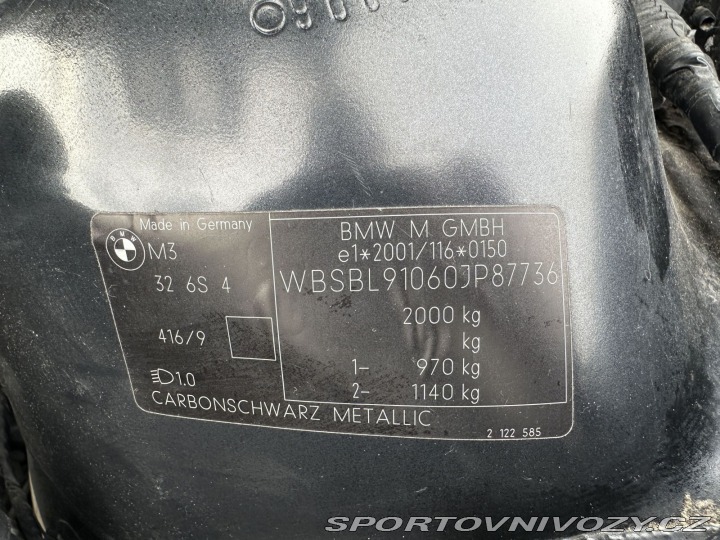 Made in Germany
BMW
M3
32 6S 4
416/9
1.0
CARBONSCHWARZ METALLIC
BMW M GMBH
e1*2001/116*0150
WBSBL91060JP87736
2000 kg
kg
1- 970 kg
2- 1140 kg
2 122 585
SPORTOVNIVOZY.CZ